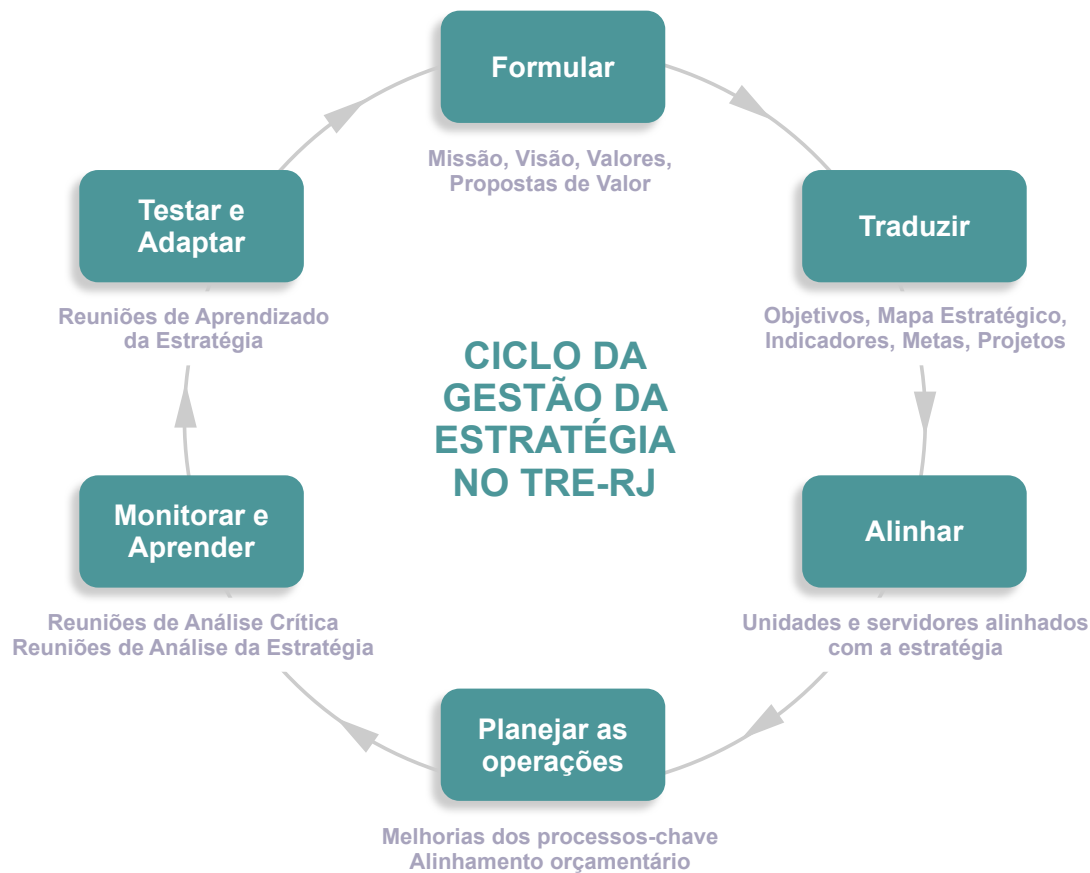 Formular
Missão, Visão, Valores,
Propostas de Valor
Traduzir
Objetivos, Mapa Estratégico,
Indicadores, Metas, Projetos
Alinhar
Unidades e servidores alinhados
com a estratégia
Planejar as
operações
Melhorias dos processos-chave
Alinhamento orçamentário
Monitorar e
Aprender
Reuniões de Análise Crítica
Reuniões de Análise da Estratégia
Testar e
Adaptar
Reuniões de Aprendizado
da Estratégia
CICLO DA
GESTÃO DA
ESTRATÉGIA
NO TRE-RJ